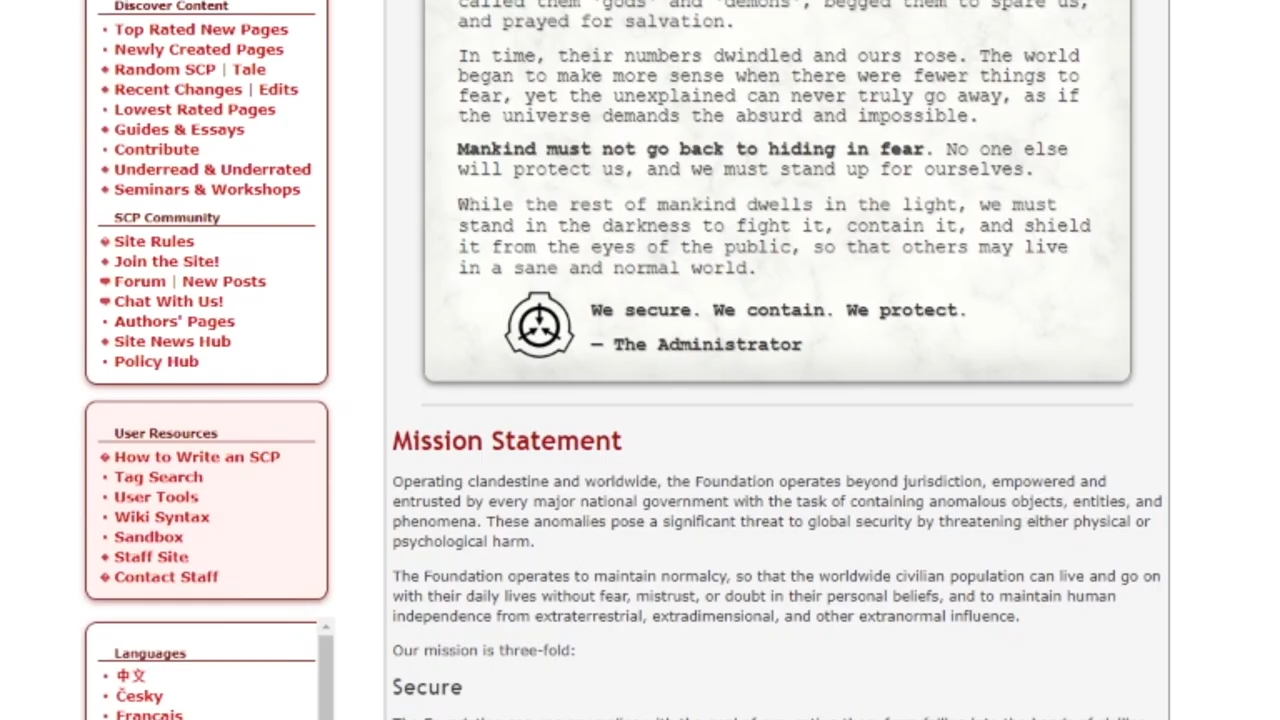 Discover Content
Top Rated New Pages
Newly Created Pages
Random SCP | Tale
Recent Changes | Edits
Lowest Rated Pages
Guides & Essays
Contribute
Underread & Underrated
Seminars & Workshops
SCP Community
Site Rules
Join the Site!
Forum | New Posts
Chat With Us!
Authors' Pages
Site News Hub
Policy Hub
User Resources
How to Write an SCP
Tag Search
User Tools
Wiki Syntax
Sandbox
Staff Site
Contact Staff
Languages
中文
Česky
Français
called them "gods" and "demons", begged them to spare us,
and prayed for salvation.
In time, their numbers dwindled and ours rose. The world
began to make more sense when there were fewer things to
fear, yet the unexplained can never truly go away, as if
the universe demands the absurd and impossible.
Mankind must not go back to hiding in fear. No one else
will protect us, and we must stand up for ourselves.
While the rest of mankind dwells in the light, we must
stand in the darkness to fight it, contain it, and shield
it from the eyes of the public, so that others may live
in a sane and normal world.
We secure. We contain. We protect.
— The Administrator
Mission Statement
Operating clandestine and worldwide, the Foundation operates beyond jurisdiction, empowered and
entrusted by every major national government with the task of containing anomalous objects, entities, and
phenomena. These anomalies pose a significant threat to global security by threatening either physical or
psychological harm.
The Foundation operates to maintain normalcy, so that the worldwide civilian population can live and go on
with their daily lives without fear, mistrust, or doubt in their personal beliefs, and to maintain human
independence from extraterrestrial, extradimensional, and other extranormal influence.
Our mission is three-fold:
Secure